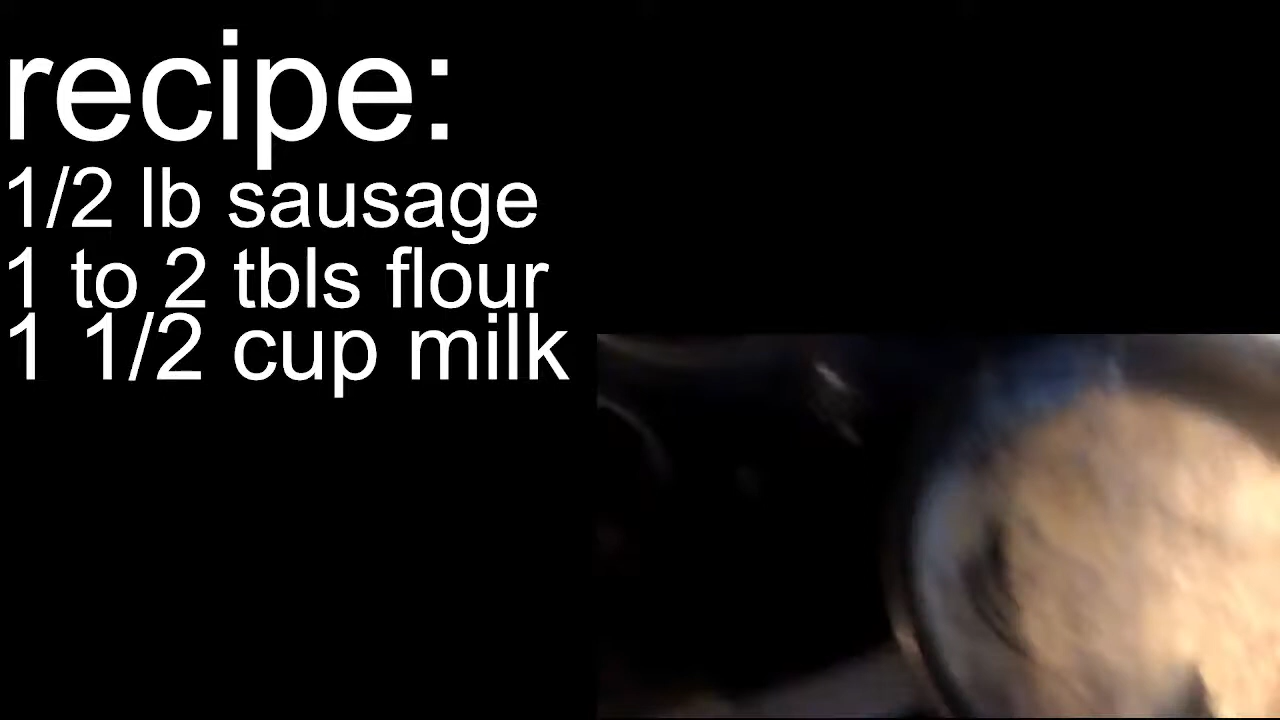 recipe:
1/2 lb sausage
1 to 2 tbls flour
1 1/2 cup milk